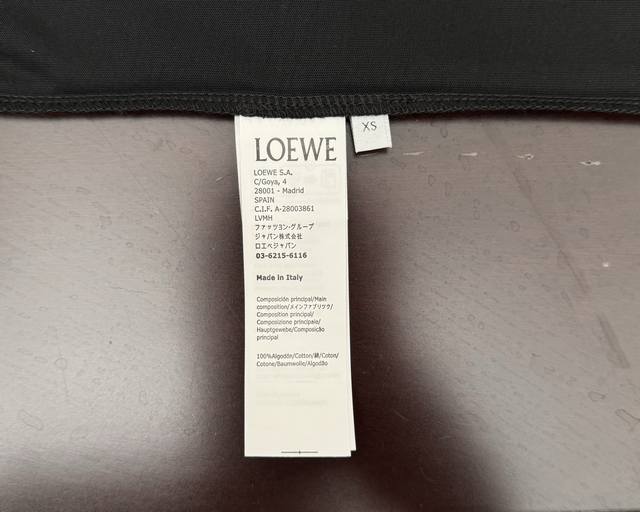 LOEWE
LOEWE S.A.
C/Goya, 4
28001 - Madrid
SPAIN
C.I.F. A-28003861
LVMH
ファッション・グループ
ジャパン株式会社
ロエベジャパン
03-6215-6116
Made in Italy
Composición principal/Main
composition/メインファブリック/
Composition principal/
Composizione principale/
Hauptgewebe/Composição
principal
100%Algodón/Cotton/綿/Coton/
Cotone/Baumwolle/Algodão
XS